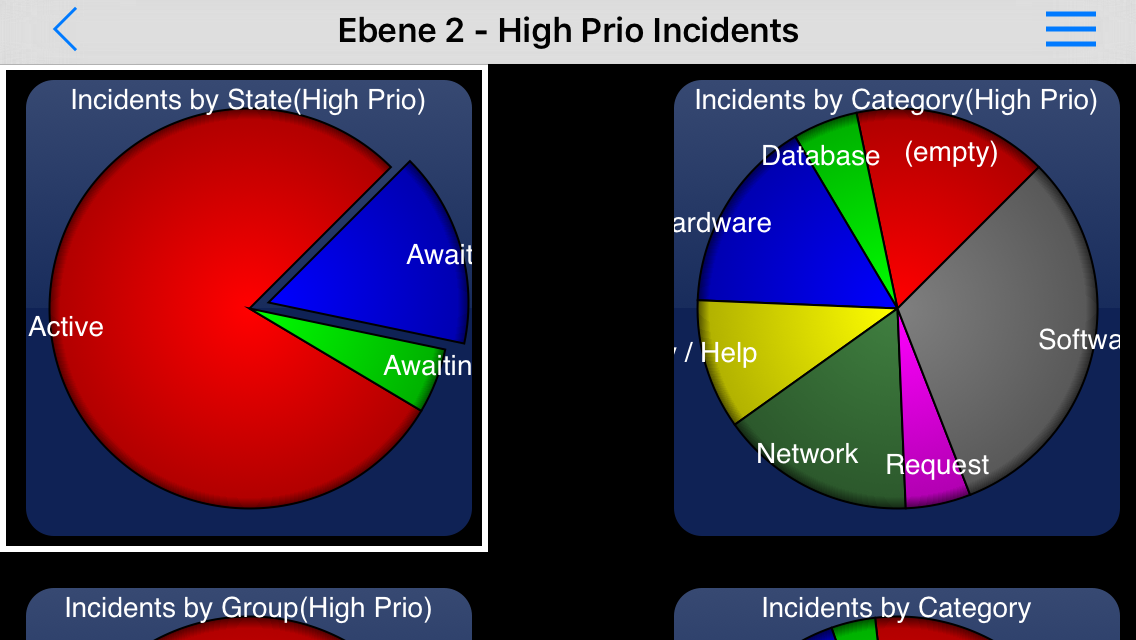 Ebene 2 - High Prio Incidents
Incidents by State(High Prio)
Await
Active
Awaitin
Incidents by Category(High Prio)
Database
(empty)
ardware
Softwa
/ Help
Network
Request
Incidents by Group(High Prio)
Incidents by Category